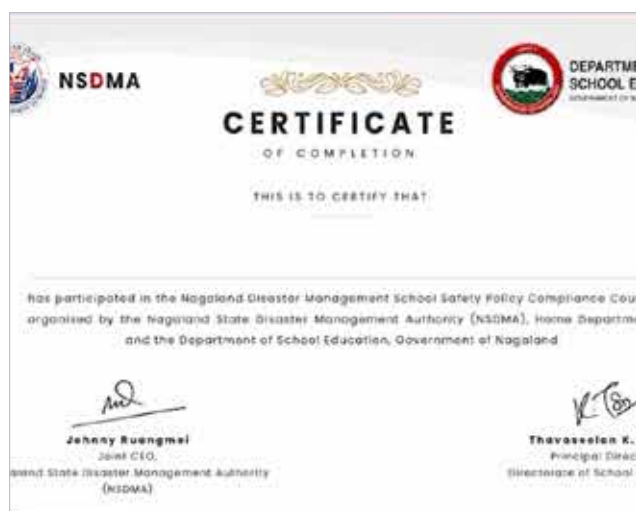 NSDMA
DEPARTME
SCHOOL E
CERTIFICATE
OF COMPLETION
THIS IS TO CERTIFY THAT
has participated in the Nagaland Disaster Management School Safety Policy Compliance Cou
organised by the Nagaland State Disaster Management Authority (NSDMA), Home Departme
and the Department of School Education, Government of Nagaland
Johnny Ruangmei
Joint CEO,
aland State Disaster Management Authority
(NSDMA)
Thavaseelan K.
Principal Direc
Directorate of School